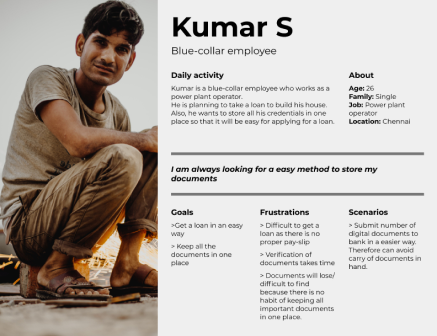 Kumar S
Blue-collar employee
Daily activity
Kumar is a blue-collar employee who works as a
power plant operator.
He is planning to take a loan to build his house.
Also, he wants to store all his credentials in one
place so that it will be easy for applying for a loan.
About
Age: 26
Family: Single
Job: Power plant
operator
Location: Chennai
I am always looking for a easy method to store my
documents
Goals
>Get a loan in an easy
way
> Keep all the
documents in one
place
Frustrations
> Difficult to get a
loan as there is no
proper pay-slip
> Verification of
documents takes time
> Documents will lose/
difficult to find
because there is no
habit of keeping all
important documents
in one place.
Scenarios
> Submit number of
digital documents to
bank in a easier way.
Therefore can avoid
carry of documents in
hand.